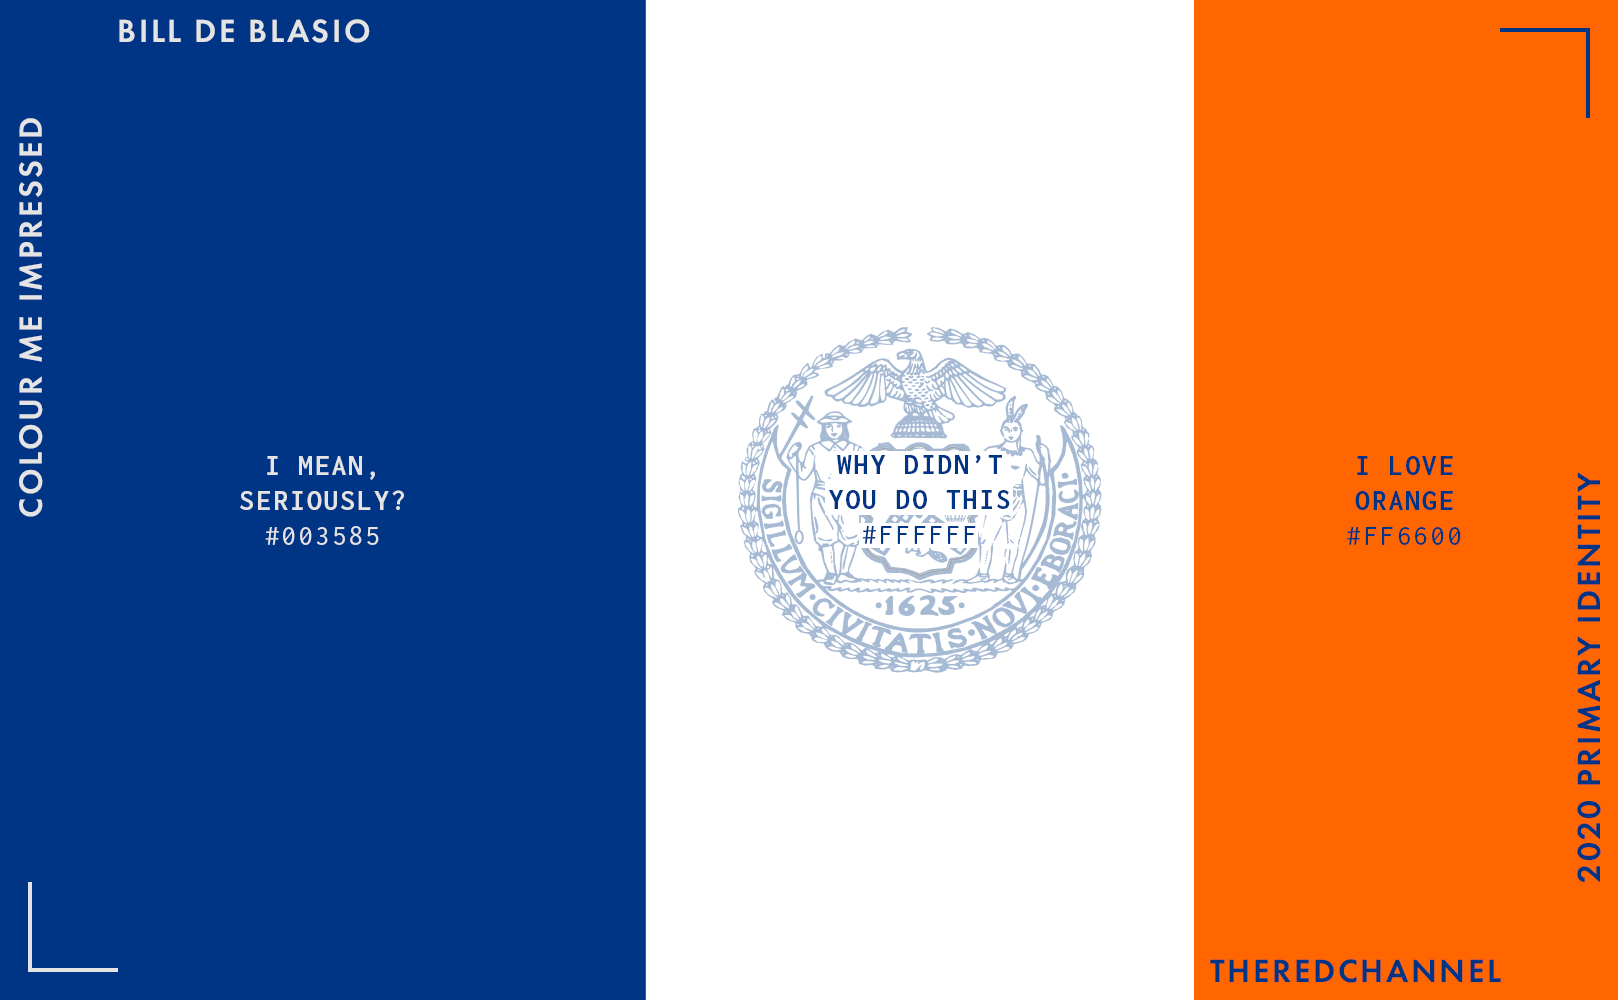 BILL DE BLASIO
COLOUR ME IMPRESSED
I MEAN,
SERIOUSLY?
#003585
WHY DIDN'T
YOU DO THIS
#FFFFFF
SIGILLUM·CIVITATIS·NOVI·EBORACI·
·1625·
I LOVE
ORANGE
#FF6600
2020 PRIMARY IDENTITY
THEREDCHANNEL